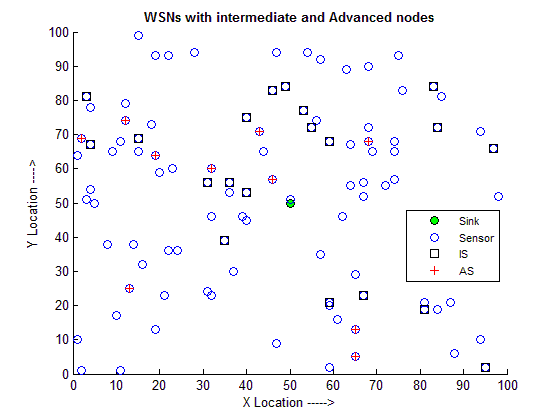 WSNs with intermediate and Advanced nodes
100
90
80
70
60
50
40
30
20
10
0
Y Location ----->
Sink
Sensor
IS
AS
0 10 20 30 40 50 60 70 80 90 100
X Location ----->